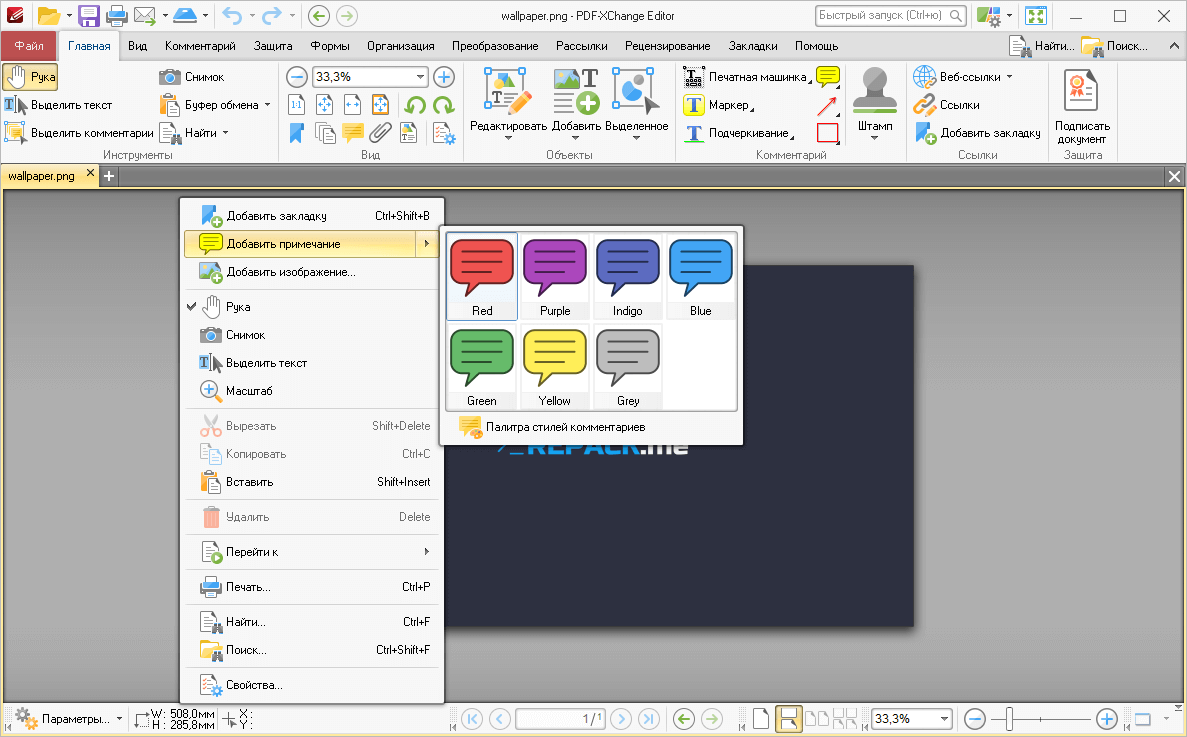 wallpaper.png - PDF-XChange Editor
Быстрый запуск (Ctrl+ю)
Файл
Главная
Вид
Комментарий
Защита
Формы
Организация
Преобразование
Рассылки
Рецензирование
Закладки
Помощь
Найти...
Поиск...
Рука
Выделить текст
Выделить комментарии
Снимок
Буфер обмена
Найти
Инструменты
33,3%
Вид
Редактировать
Добавить
Выделенное
Объекты
Печатная машинка
Маркер
Подчеркивание
Комментарий
Штамп
Веб-ссылки
Ссылки
Добавить закладку
Ссылки
Подписать
документ
Защита
wallpaper.png
Добавить закладку Ctrl+Shift+B
Добавить примечание
Добавить изображение...
Рука
Снимок
Выделить текст
Масштаб
Вырезать Shift+Delete
Копировать Ctrl+C
Вставить Shift+Insert
Удалить Delete
Перейти к
Печать... Ctrl+P
Найти... Ctrl+F
Поиск... Ctrl+Shift+F
Свойства...
Red
Purple
Indigo
Blue
Green
Yellow
Grey
Палитра стилей комментариев
REPACK.me
Параметры...
W: 508,0мм
H: 285,8мм
X:
Y:
1/1
33,3%